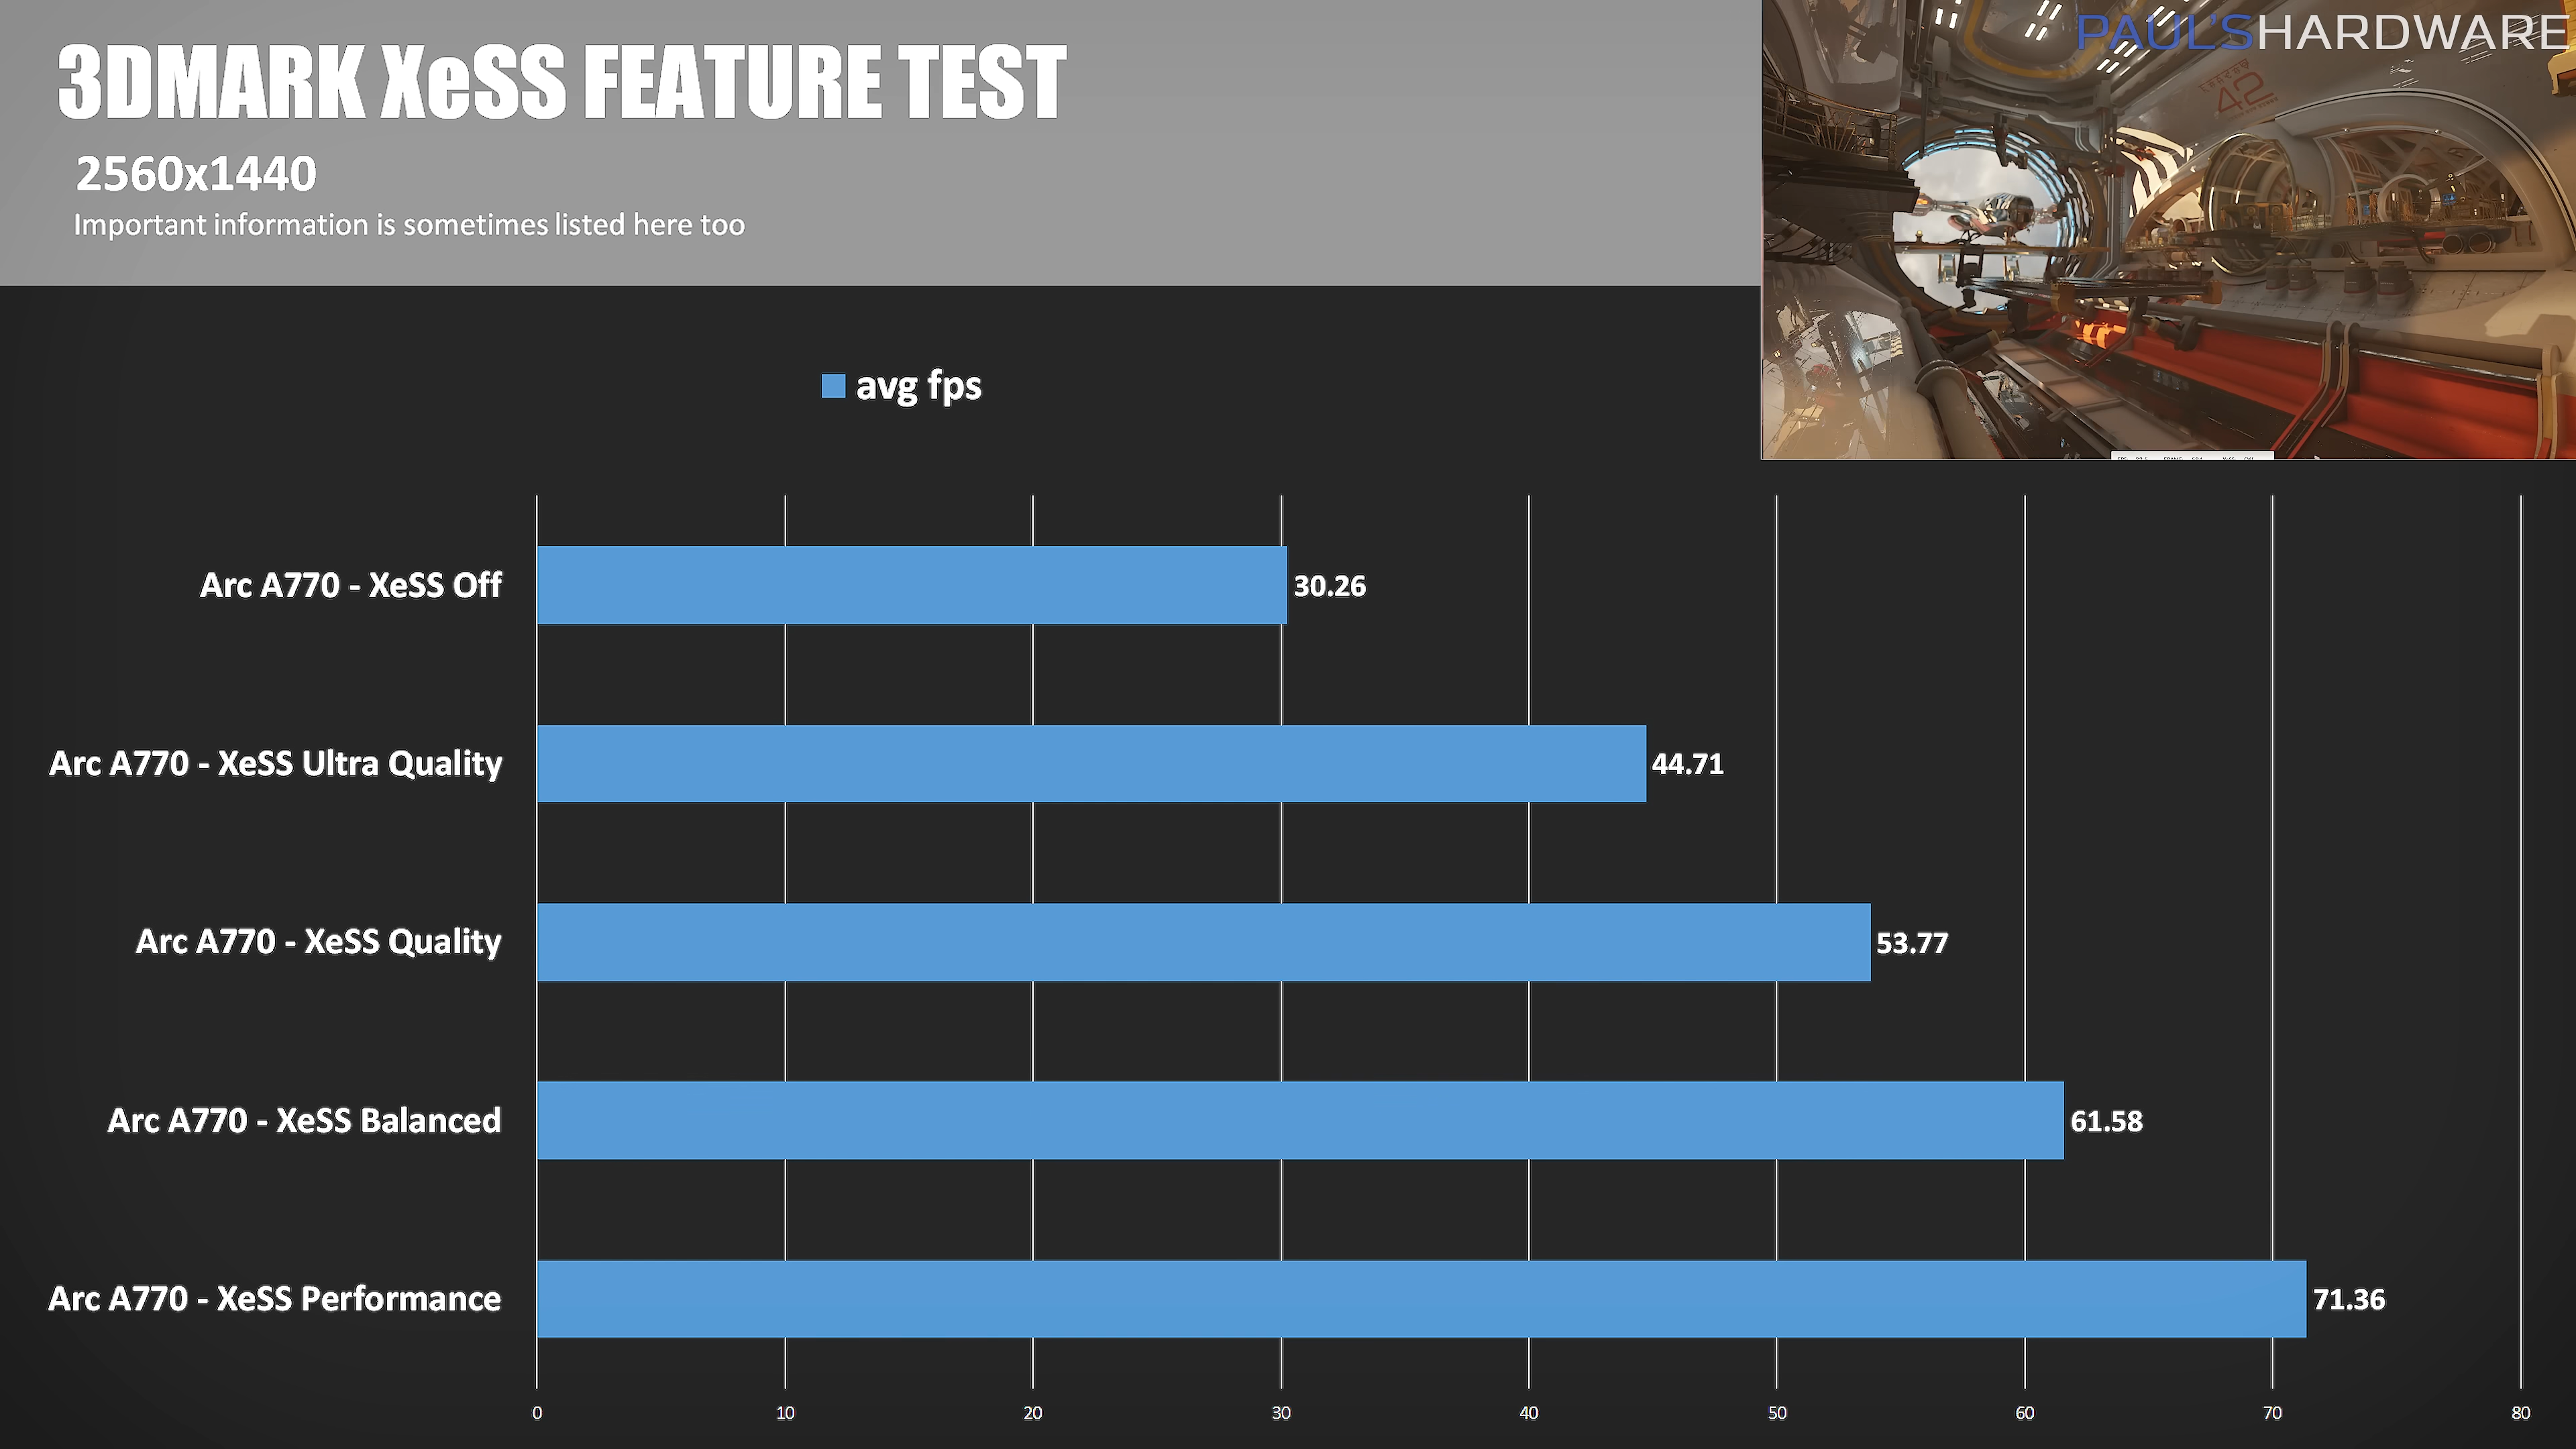 3DMARK XeSS FEATURE TEST
2560x1440
Important information is sometimes listed here too
PAUL'SHARDWARE
42
avg fps
Arc A770 - XeSS Off 30.26
Arc A770 - XeSS Ultra Quality 44.71
Arc A770 - XeSS Quality 53.77
Arc A770 - XeSS Balanced 61.58
Arc A770 - XeSS Performance 71.36
0 10 20 30 40 50 60 70 80